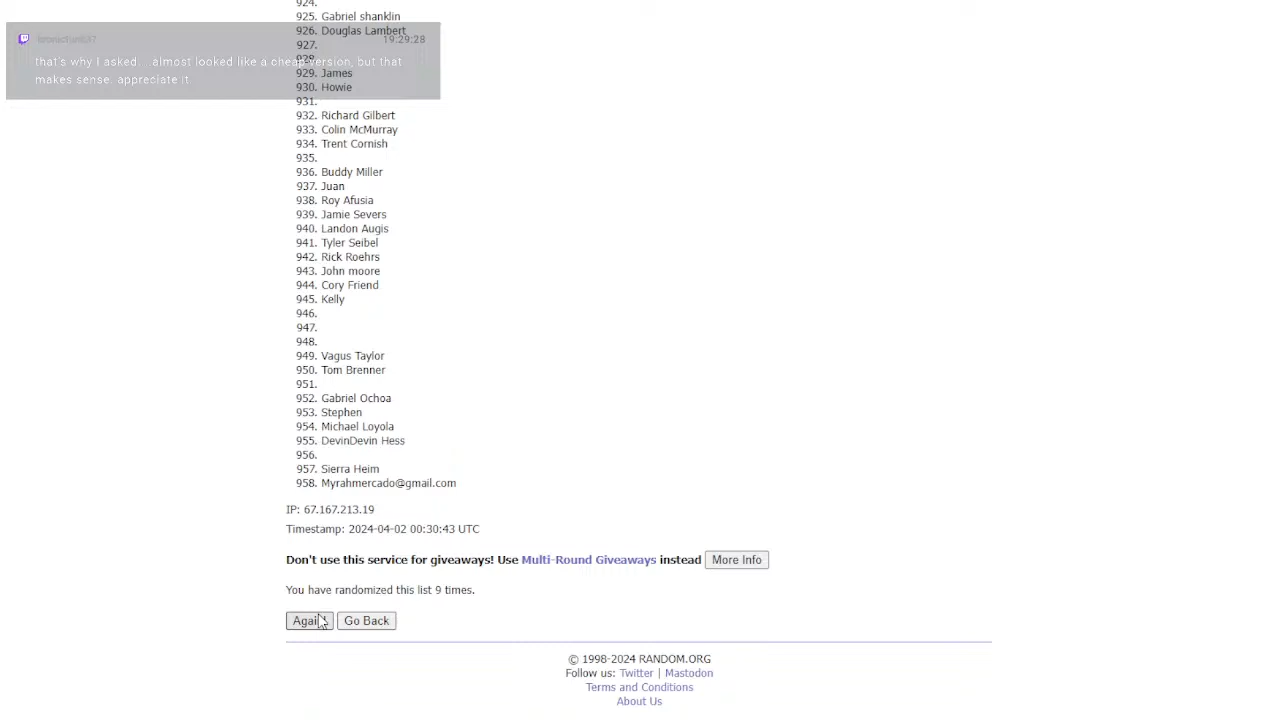 924.
925. Gabriel shanklin
926. Douglas Lambert
19:29:28
927.
928.
that's why I asked. almost looked like a cheap version, but that
929. James
makes sense. appreciate it.
930. Howie
931.
932. Richard Gilbert
933. Colin McMurray
934. Trent Cornish
935.
936. Buddy Miller
937. Juan
938. Roy Afusia
939. Jamie Severs
940. Landon Augis
941. Tyler Seibel
942. Rick Roehrs
943. John moore
944. Cory Friend
945. Kelly
946.
947.
948.
949. Vagus Taylor
950. Tom Brenner
951.
952. Gabriel Ochoa
953. Stephen
954. Michael Loyola
955. DevinDevin Hess
956.
957. Sierra Heim
958. Myrahmercado@gmail.com
IP: 67.167.213.19
Timestamp: 2024-04-02 00:30:43 UTC
Don't use this service for giveaways! Use Multi-Round Giveaways instead More Info
You have randomized this list 9 times.
Again! Go Back
© 1998-2024 RANDOM.ORG
Follow us: Twitter | Mastodon
Terms and Conditions
About Us